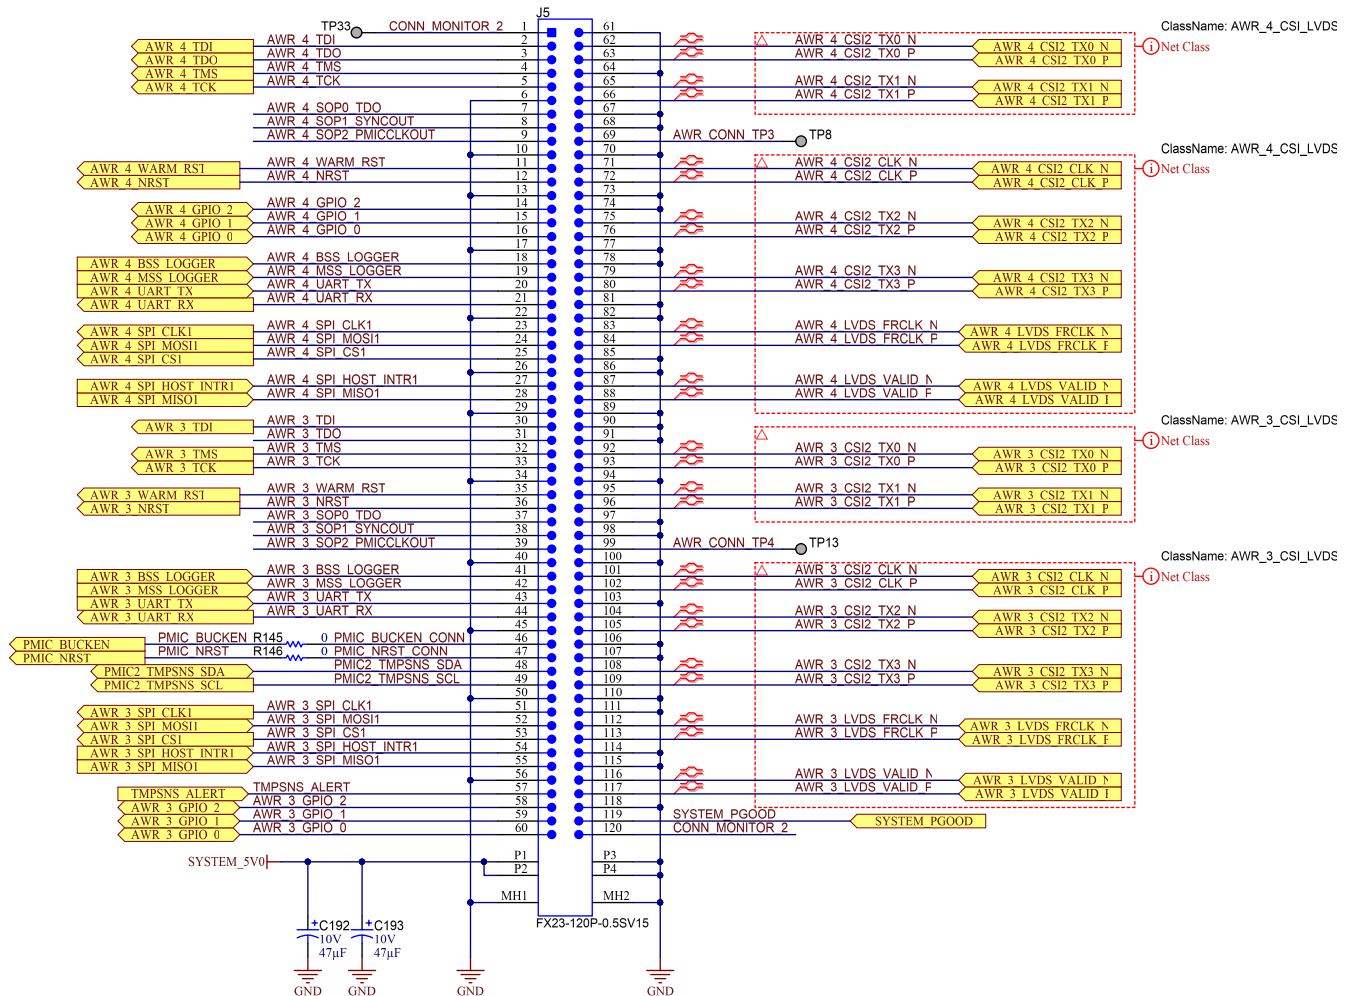 J5
TP33 CONN_MONITOR_2 1 61 ClassName: AWR_4_CSI_LVDS
AWR_4_TDI AWR_4_TDI 2 62 AWR_4_CSI2_TX0_N AWR_4_CSI2_TX0_N i Net Class
AWR_4_TDO AWR_4_TDO 3 63 AWR_4_CSI2_TX0_P AWR_4_CSI2_TX0_P
AWR_4_TMS AWR_4_TMS 4 64
AWR_4_TCK AWR_4_TCK 5 65 AWR_4_CSI2_TX1_N AWR_4_CSI2_TX1_N
6 66 AWR_4_CSI2_TX1_P AWR_4_CSI2_TX1_P
AWR_4_SOP0_TDO 7 67
AWR_4_SOP1_SYNCOUT 8 68
AWR_4_SOP2_PMICCLKOUT 9 69 AWR_CONN_TP3 TP8
10 70 ClassName: AWR_4_CSI_LVDS
AWR_4_WARM_RST AWR_4_WARM_RST 11 71 AWR_4_CSI2_CLK_N AWR_4_CSI2_CLK_N i Net Class
AWR_4_NRST AWR_4_NRST 12 72 AWR_4_CSI2_CLK_P AWR_4_CSI2_CLK_P
13 73
AWR_4_GPIO_2 AWR_4_GPIO_2 14 74
AWR_4_GPIO_1 AWR_4_GPIO_1 15 75 AWR_4_CSI2_TX2_N AWR_4_CSI2_TX2_N
AWR_4_GPIO_0 AWR_4_GPIO_0 16 76 AWR_4_CSI2_TX2_P AWR_4_CSI2_TX2_P
17 77
AWR_4_BSS_LOGGER AWR_4_BSS_LOGGER 18 78
AWR_4_MSS_LOGGER AWR_4_MSS_LOGGER 19 79 AWR_4_CSI2_TX3_N AWR_4_CSI2_TX3_N
AWR_4_UART_TX AWR_4_UART_TX 20 80 AWR_4_CSI2_TX3_P AWR_4_CSI2_TX3_P
AWR_4_UART_RX AWR_4_UART_RX 21 81
22 82
AWR_4_SPI_CLK1 AWR_4_SPI_CLK1 23 83 AWR_4_LVDS_FRCLK_N AWR_4_LVDS_FRCLK_N
AWR_4_SPI_MOSI1 AWR_4_SPI_MOSI1 24 84 AWR_4_LVDS_FRCLK_P AWR_4_LVDS_FRCLK_P
AWR_4_SPI_CS1 AWR_4_SPI_CS1 25 85
26 86
AWR_4_SPI_HOST_INTR1 AWR_4_SPI_HOST_INTR1 27 87 AWR_4_LVDS_VALID_N AWR_4_LVDS_VALID_N
AWR_4_SPI_MISO1 AWR_4_SPI_MISO1 28 88 AWR_4_LVDS_VALID_P AWR_4_LVDS_VALID_P
29 89
AWR_3_TDI AWR_3_TDI 30 90 ClassName: AWR_3_CSI_LVDS
AWR_3_TDO 31 91 i Net Class
AWR_3_TMS AWR_3_TMS 32 92 AWR_3_CSI2_TX0_N AWR_3_CSI2_TX0_N
AWR_3_TCK AWR_3_TCK 33 93 AWR_3_CSI2_TX0_P AWR_3_CSI2_TX0_P
34 94
AWR_3_WARM_RST AWR_3_WARM_RST 35 95 AWR_3_CSI2_TX1_N AWR_3_CSI2_TX1_N
AWR_3_NRST AWR_3_NRST 36 96 AWR_3_CSI2_TX1_P AWR_3_CSI2_TX1_P
AWR_3_SOP0_TDO 37 97
AWR_3_SOP1_SYNCOUT 38 98
AWR_3_SOP2_PMICCLKOUT 39 99 AWR_CONN_TP4 TP13
40 100 ClassName: AWR_3_CSI_LVDS
AWR_3_BSS_LOGGER AWR_3_BSS_LOGGER 41 101 AWR_3_CSI2_CLK_N AWR_3_CSI2_CLK_N i Net Class
AWR_3_MSS_LOGGER AWR_3_MSS_LOGGER 42 102 AWR_3_CSI2_CLK_P AWR_3_CSI2_CLK_P
AWR_3_UART_TX AWR_3_UART_TX 43 103
AWR_3_UART_RX AWR_3_UART_RX 44 104 AWR_3_CSI2_TX2_N AWR_3_CSI2_TX2_N
45 105 AWR_3_CSI2_TX2_P AWR_3_CSI2_TX2_P
PMIC_BUCKEN PMIC_BUCKEN R145 0 PMIC_BUCKEN_CONN 46 106
PMIC_NRST PMIC_NRST R146 0 PMIC_NRST_CONN 47 107
PMIC2_TMPSNS_SDA PMIC2_TMPSNS_SDA 48 108 AWR_3_CSI2_TX3_N AWR_3_CSI2_TX3_N
PMIC2_TMPSNS_SCL PMIC2_TMPSNS_SCL 49 109 AWR_3_CSI2_TX3_P AWR_3_CSI2_TX3_P
50 110
AWR_3_SPI_CLK1 AWR_3_SPI_CLK1 51 111
AWR_3_SPI_MOSI1 AWR_3_SPI_MOSI1 52 112 AWR_3_LVDS_FRCLK_N AWR_3_LVDS_FRCLK_N
AWR_3_SPI_CS1 AWR_3_SPI_CS1 53 113 AWR_3_LVDS_FRCLK_P AWR_3_LVDS_FRCLK_P
AWR_3_SPI_HOST_INTR1 AWR_3_SPI_HOST_INTR1 54 114
AWR_3_SPI_MISO1 AWR_3_SPI_MISO1 55 115
56 116 AWR_3_LVDS_VALID_N AWR_3_LVDS_VALID_N
TMPSNS_ALERT TMPSNS_ALERT 57 117 AWR_3_LVDS_VALID_P AWR_3_LVDS_VALID_P
AWR_3_GPIO_2 AWR_3_GPIO_2 58 118
AWR_3_GPIO_1 AWR_3_GPIO_1 59 119 SYSTEM_PGOOD SYSTEM_PGOOD
AWR_3_GPIO_0 AWR_3_GPIO_0 60 120 CONN_MONITOR_2
SYSTEM_5V0 P1 P3
P2 P4
MH1 MH2
FX23-120P-0.5SV15
+ C192 + C193
10V 10V
47µF 47µF
GND GND GND GND